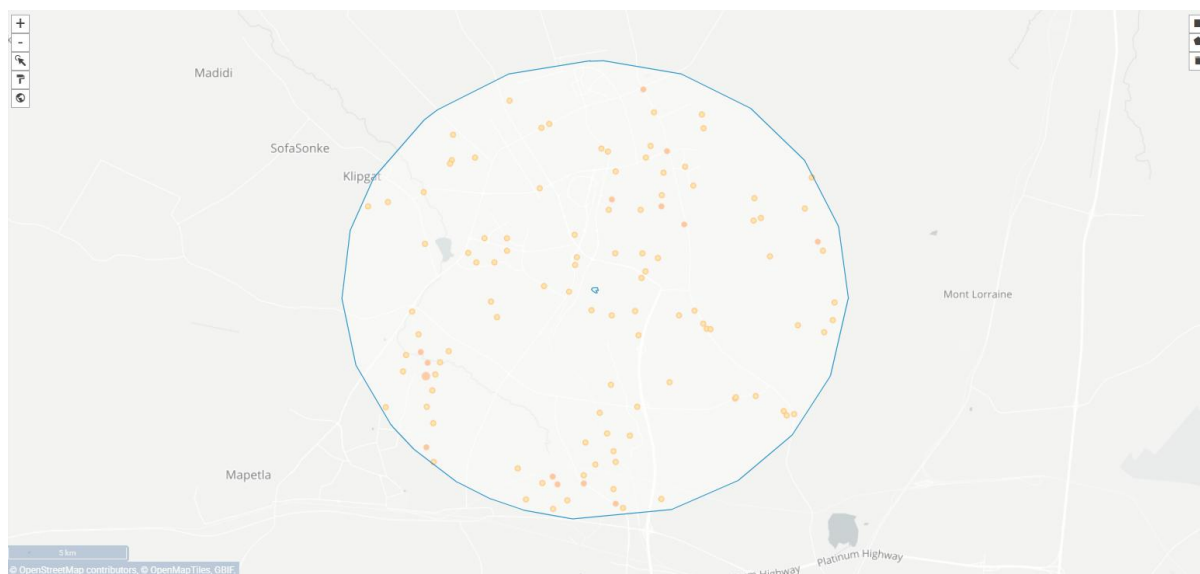 +
-
Madidi
SofaSonke
Klipgat
Mont Lorraine
Mapetla
5 km
Platinum Highway
Highway
© OpenStreetMap contributors, © OpenMapTiles, GBIF.